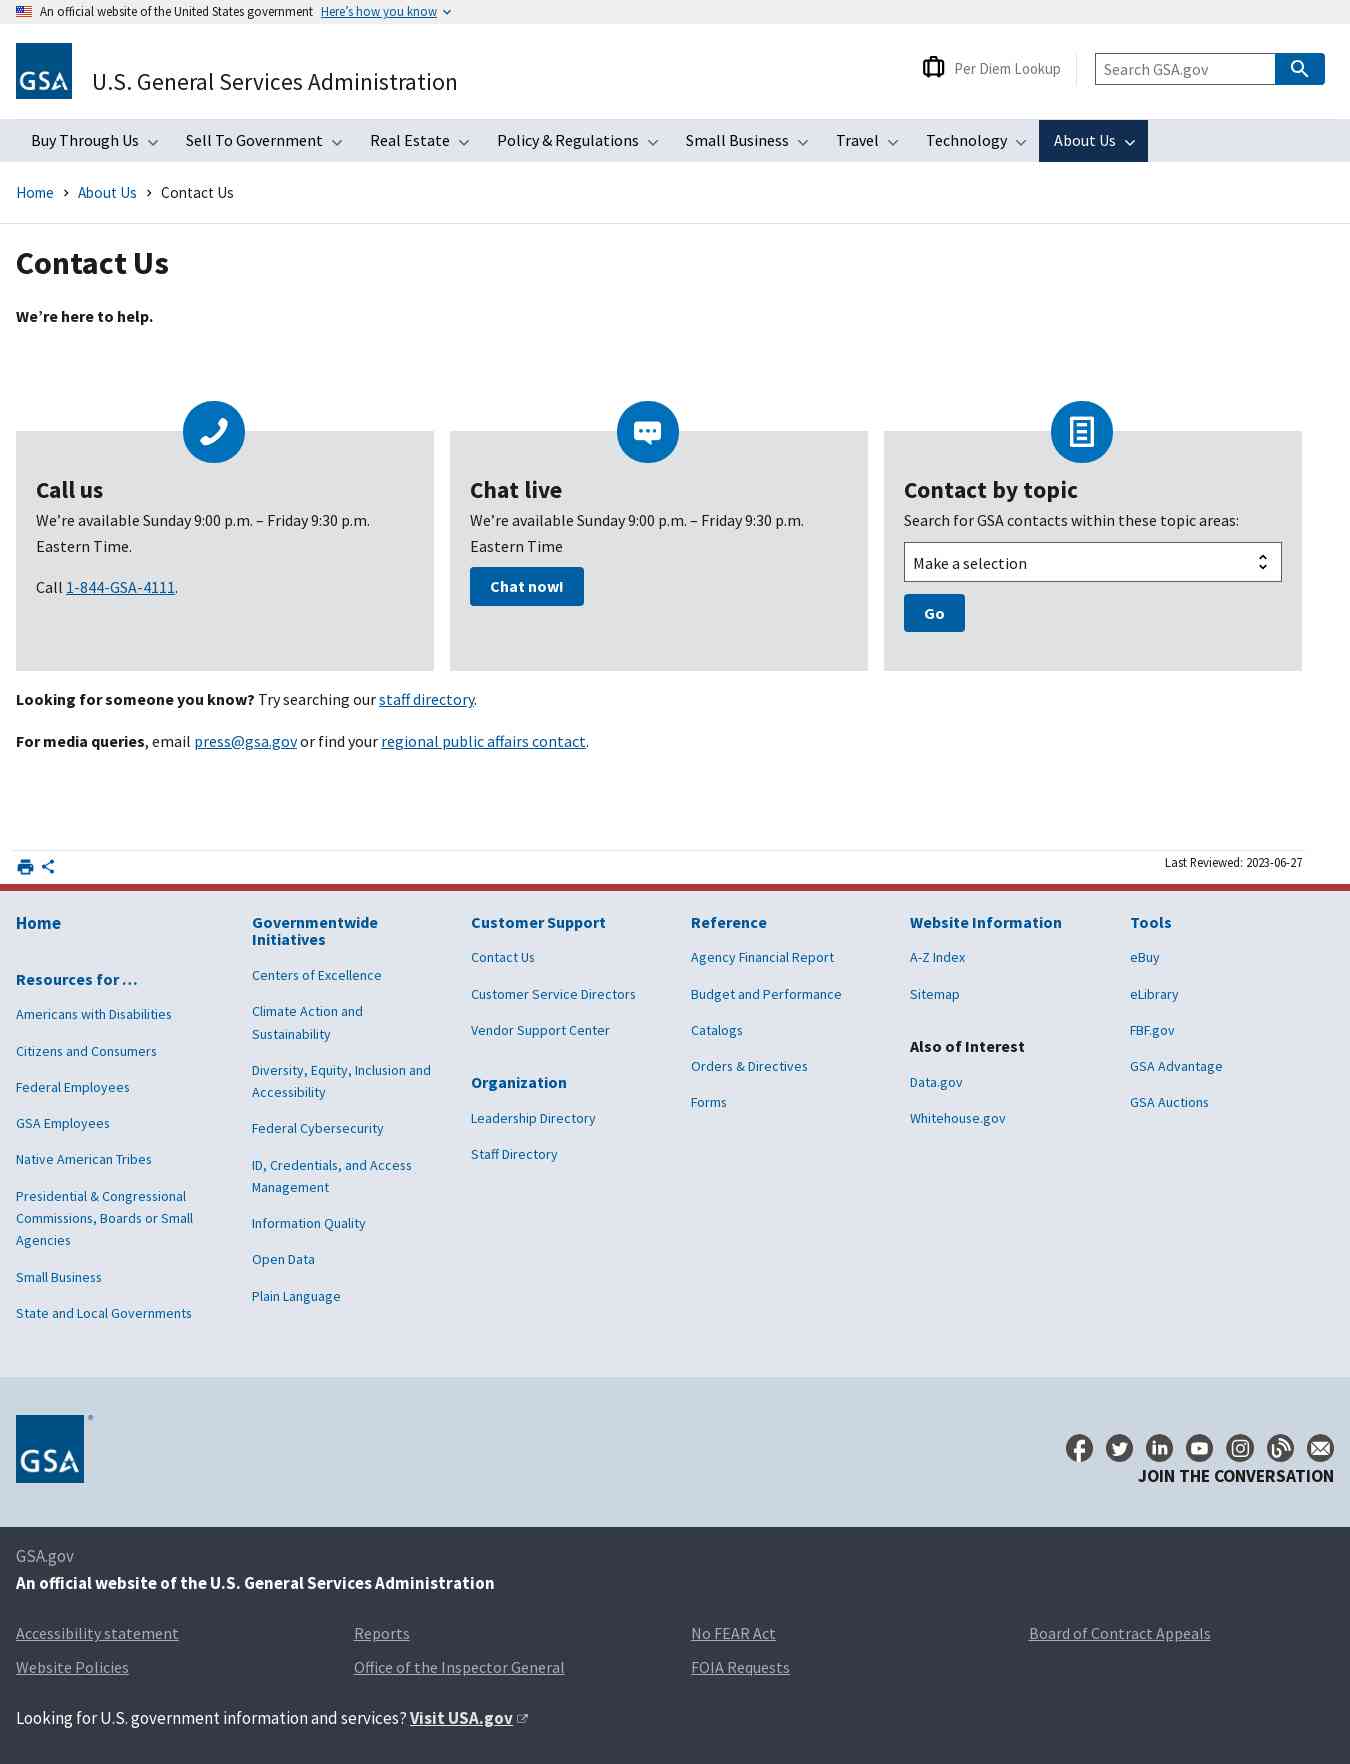 An official website of the United States government Here’s how you know
GSA
U.S. General Services Administration
Per Diem Lookup
Search GSA.gov
Buy Through Us
Sell To Government
Real Estate
Policy & Regulations
Small Business
Travel
Technology
About Us
Home
About Us
Contact Us
Contact Us
We’re here to help.
Call us
We’re available Sunday 9:00 p.m. – Friday 9:30 p.m.
Eastern Time.
Call 1-844-GSA-4111.
Chat live
We’re available Sunday 9:00 p.m. – Friday 9:30 p.m.
Eastern Time
Chat now!
Contact by topic
Search for GSA contacts within these topic areas:
Make a selection
Go
Looking for someone you know? Try searching our staff directory.
For media queries, email press@gsa.gov or find your regional public affairs contact.
Last Reviewed: 2023-06-27
Home
Resources for …
Americans with Disabilities
Citizens and Consumers
Federal Employees
GSA Employees
Native American Tribes
Presidential & Congressional
Commissions, Boards or Small
Agencies
Small Business
State and Local Governments
Governmentwide
Initiatives
Centers of Excellence
Climate Action and
Sustainability
Diversity, Equity, Inclusion and
Accessibility
Federal Cybersecurity
ID, Credentials, and Access
Management
Information Quality
Open Data
Plain Language
Customer Support
Contact Us
Customer Service Directors
Vendor Support Center
Organization
Leadership Directory
Staff Directory
Reference
Agency Financial Report
Budget and Performance
Catalogs
Orders & Directives
Forms
Website Information
A-Z Index
Sitemap
Also of Interest
Data.gov
Whitehouse.gov
Tools
eBuy
eLibrary
FBF.gov
GSA Advantage
GSA Auctions
GSA ®
JOIN THE CONVERSATION
GSA.gov
An official website of the U.S. General Services Administration
Accessibility statement
Reports
No FEAR Act
Board of Contract Appeals
Website Policies
Office of the Inspector General
FOIA Requests
Looking for U.S. government information and services? Visit USA.gov